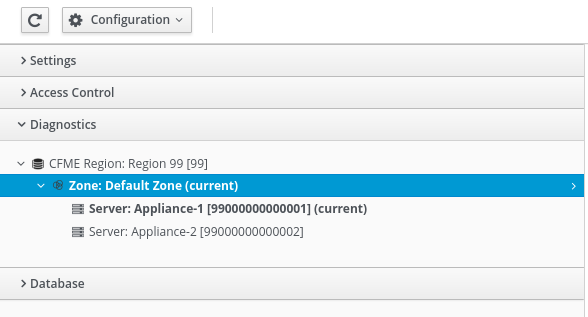 Configuration
Settings
Access Control
Diagnostics
CFME Region: Region 99 [99]
Zone: Default Zone (current)
Server: Appliance-1 [99000000000001] (current)
Server: Appliance-2 [99000000000002]
Database